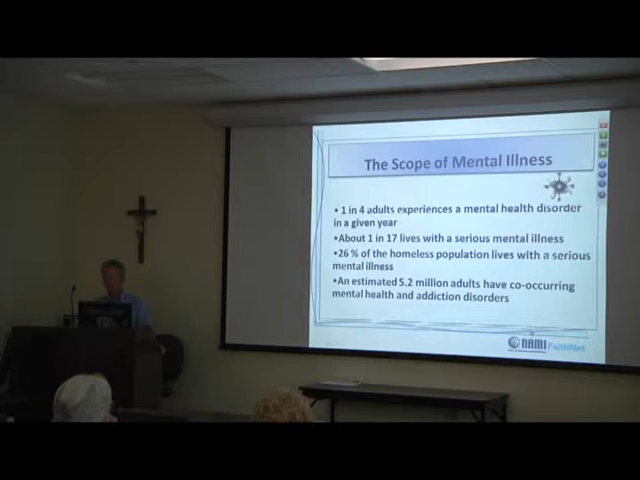 The Scope of Mental Illness
• 1 in 4 adults experiences a mental health disorder
in a given year
•About 1 in 17 lives with a serious mental illness
•26 % of the homeless population lives with a serious
mental illness
•An estimated 5.2 million adults have co-occurring
mental health and addiction disorders
NAMI FaithNet